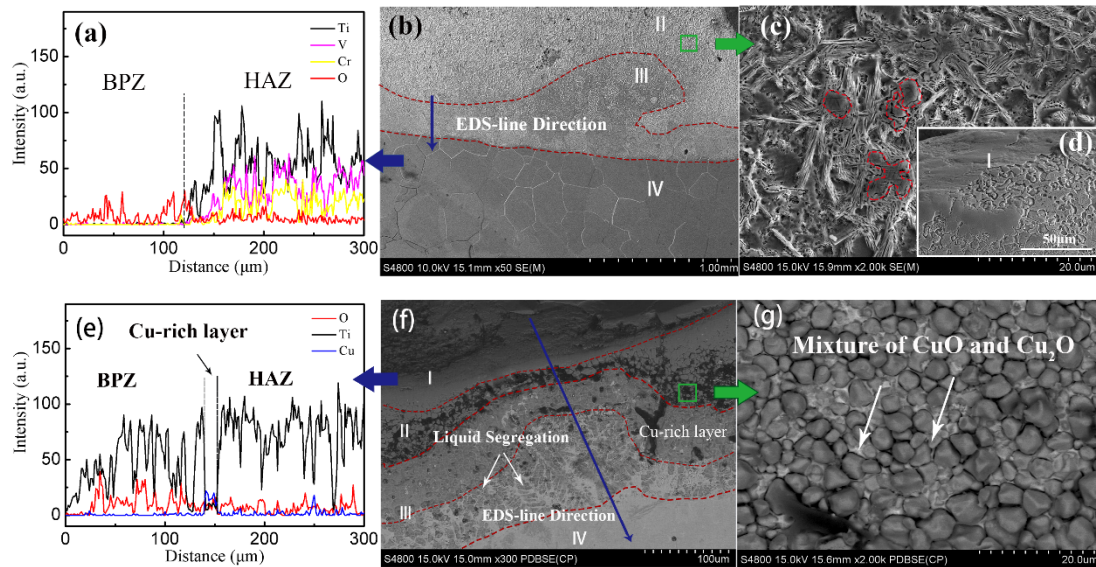 (a)
Ti
V
Cr
O
BPZ
HAZ
Intensity (a.u.)
150
100
50
0
0
100
200
300
Distance (μm)
(b)
II
III
EDS-line Direction
IV
S4800 10.0kV 15.1mm x50 SE(M)
1.00mm
(c)
(d)
I
50μm
S4800 15.0kV 15.9mm x2.00k SE(M)
20.0um
(e)
O
Ti
Cu
Cu-rich layer
BPZ
HAZ
Intensity (a.u.)
150
100
50
0
0
100
200
300
Distance (μm)
(f)
I
II
Liquid Segregation
Cu-rich layer
III
EDS-line Direction
IV
S4800 15.0kV 15.0mm x300 PDBSE(CP)
100um
(g)
Mixture of CuO and Cu₂O
S4800 15.0kV 15.6mm x2.00k PDBSE(CP)
20.0um